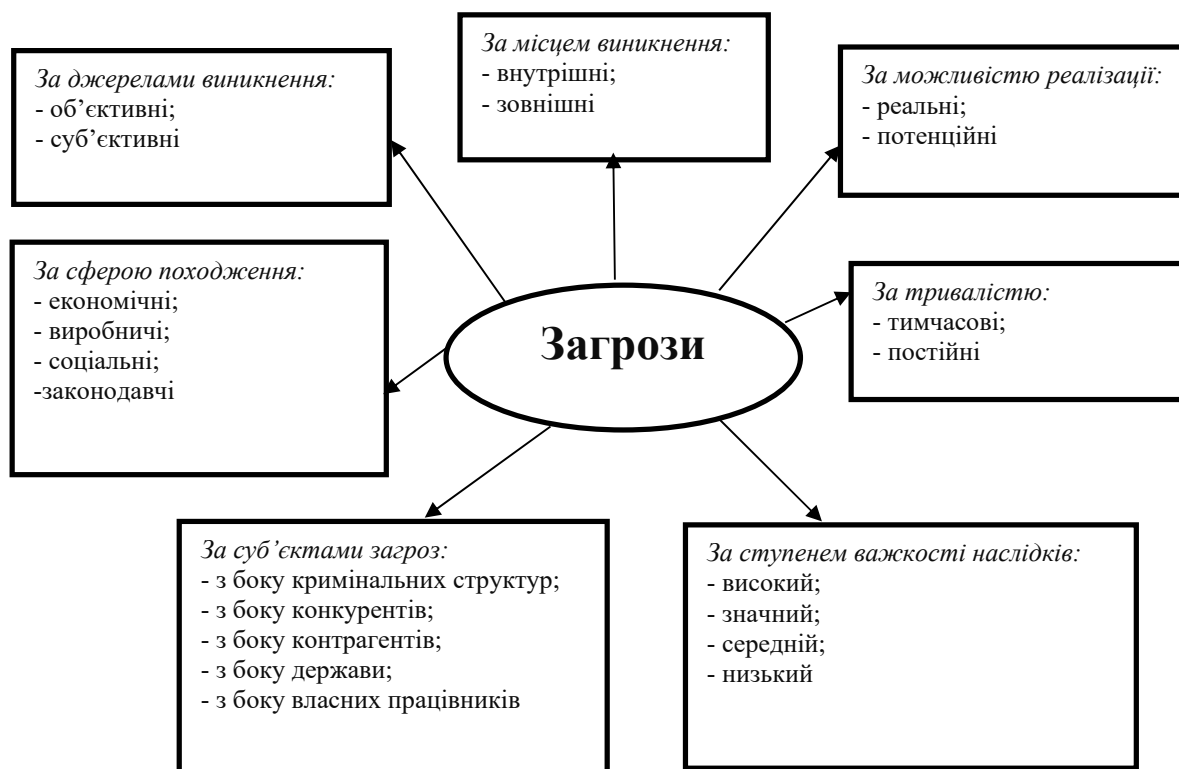 За джерелами виникнення:
- об’єктивні;
- суб’єктивні
За місцем виникнення:
- внутрішні;
- зовнішні
За можливістю реалізації:
- реальні;
- потенційні
За сферою походження:
- економічні;
- виробничі;
- соціальні;
-законодавчі
Загрози
За тривалістю:
- тимчасові;
- постійні
За суб’єктами загроз:
- з боку кримінальних структур;
- з боку конкурентів;
- з боку контрагентів;
- з боку держави;
- з боку власних працівників
За ступенем важкості наслідків:
- високий;
- значний;
- середній;
- низький